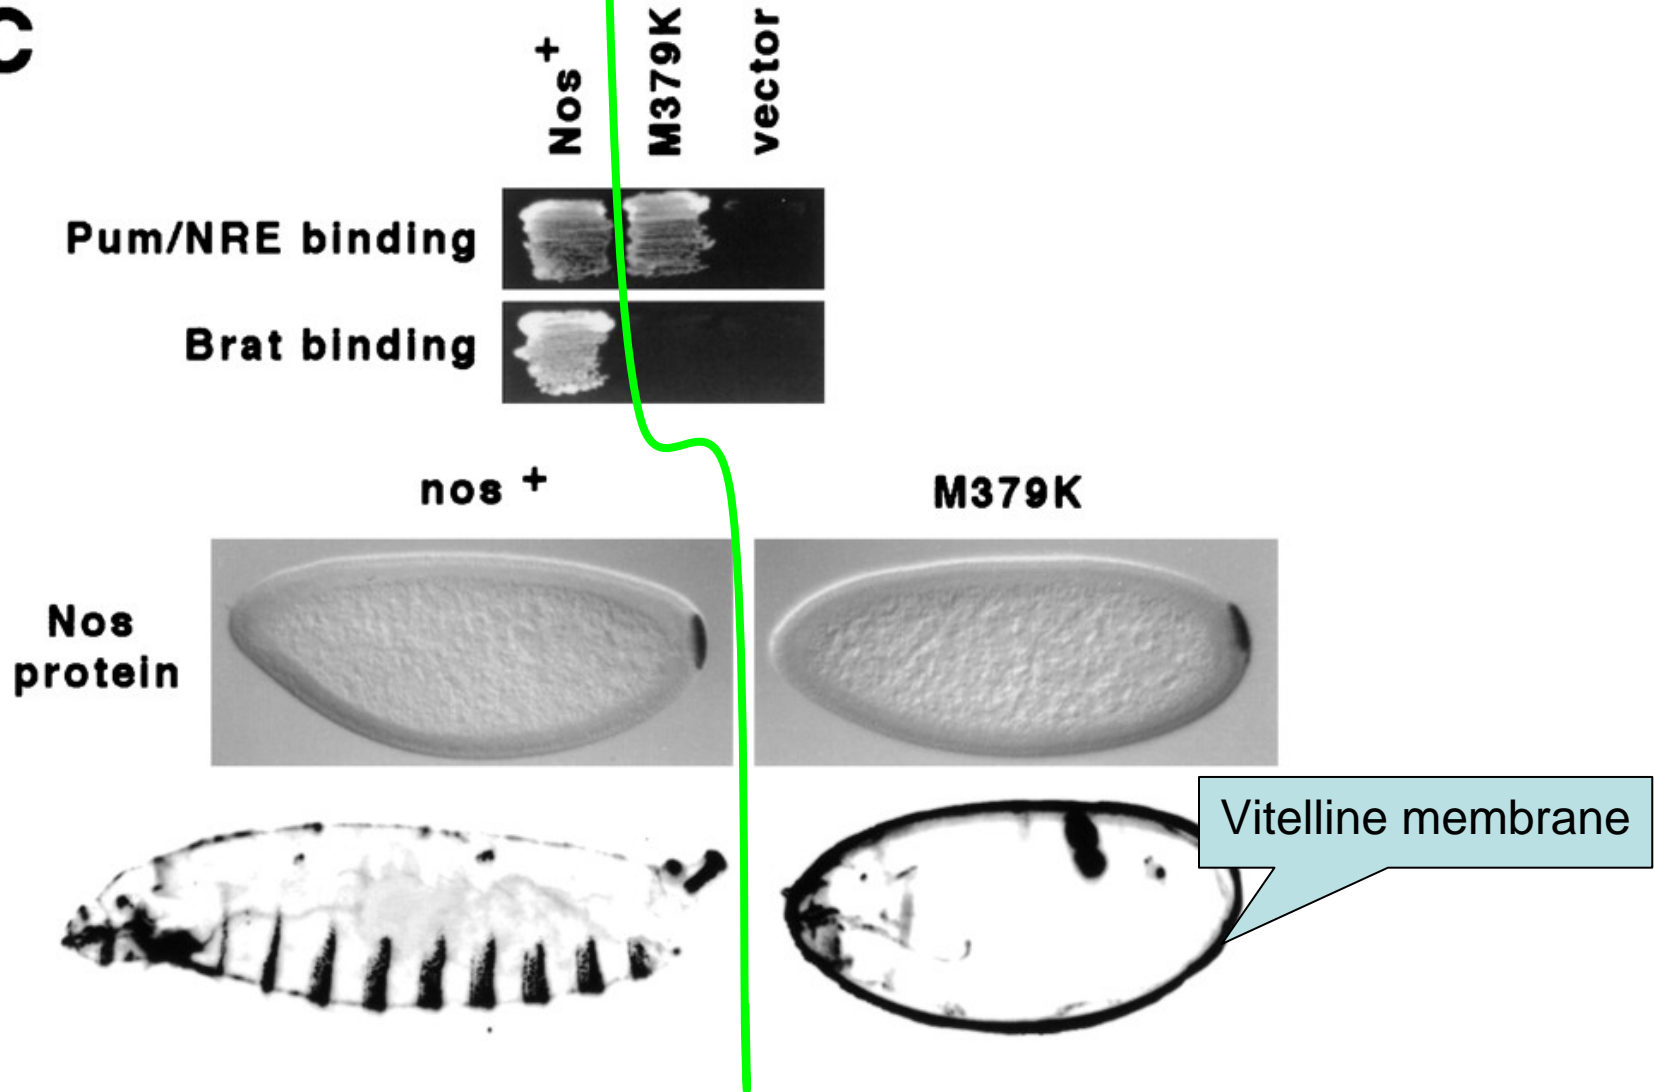 C
Nos+
M379K
vector
Pum/NRE binding
Brat binding
nos +
M379K
Nos
protein
Vitelline membrane